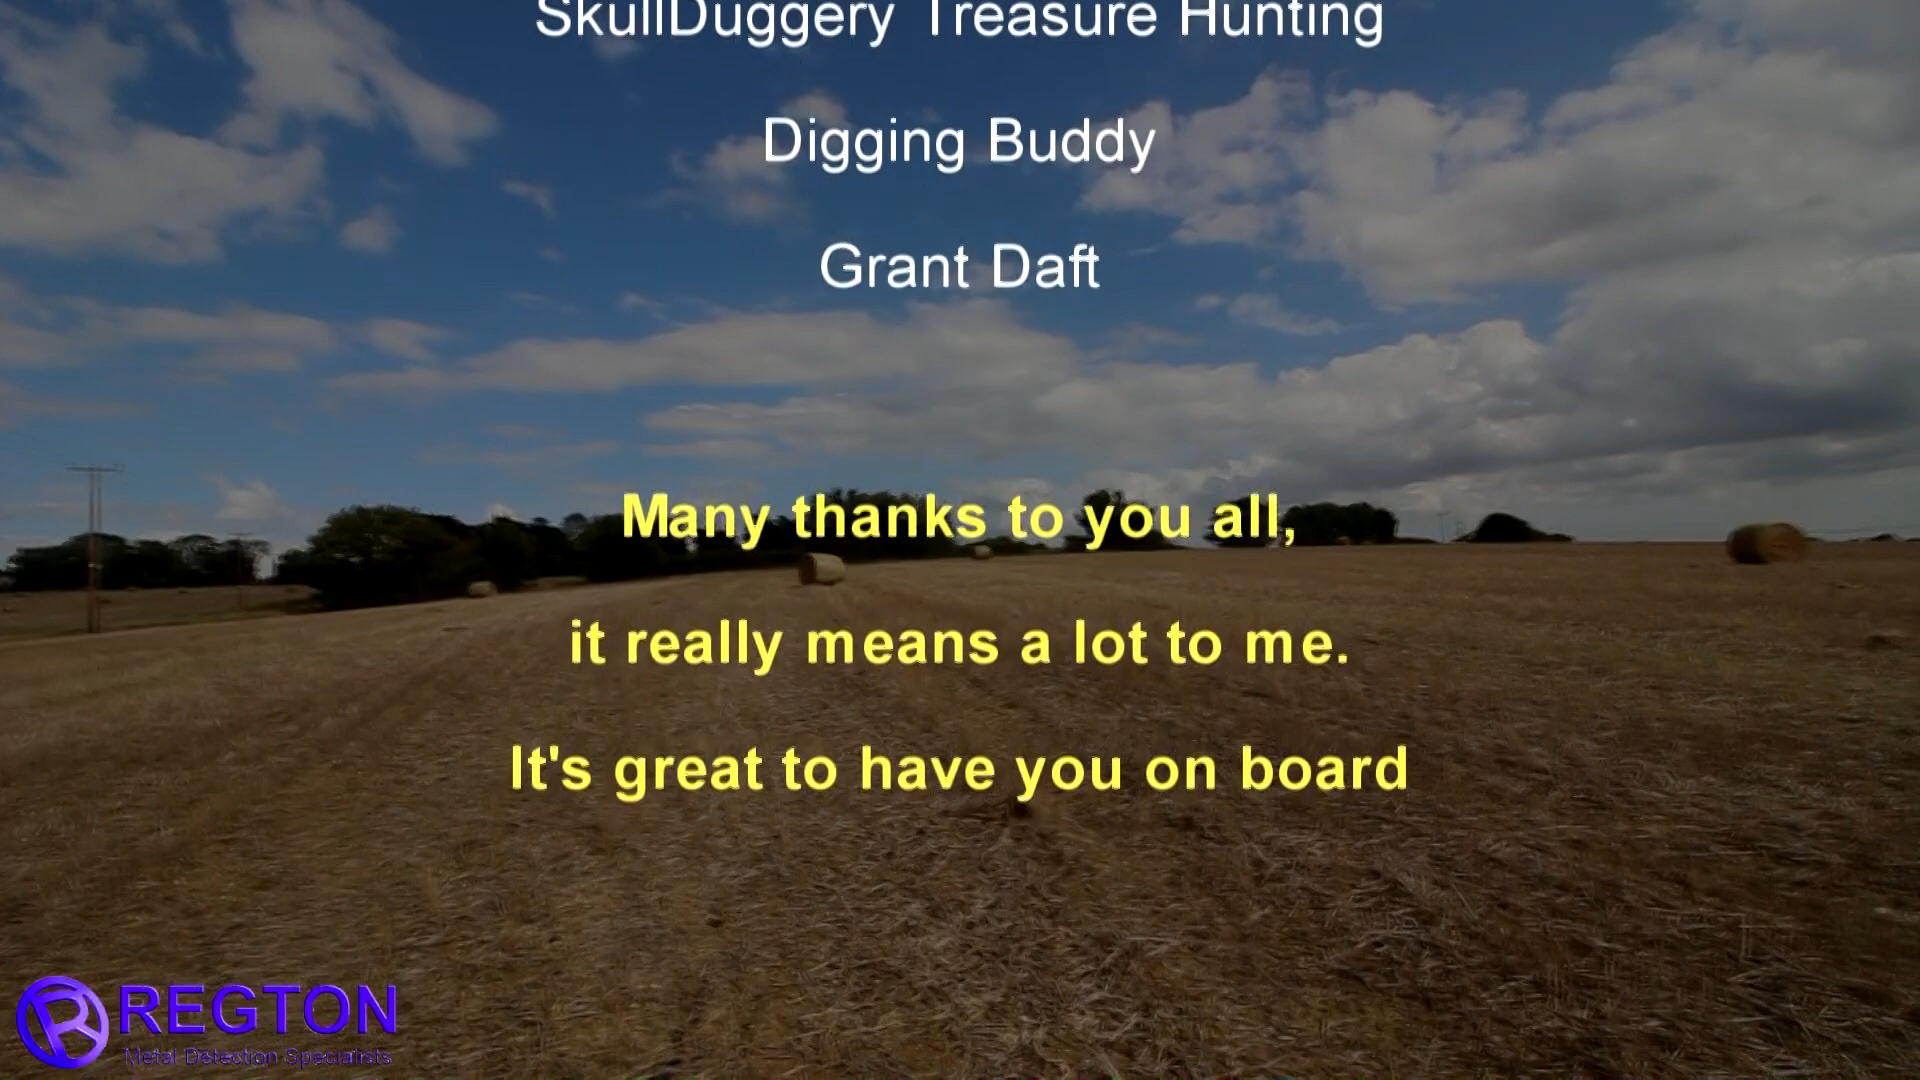 SkullDuggery Treasure Hunting
Digging Buddy
Grant Daft
Many thanks to you all,
it really means a lot to me.
It's great to have you on board
REGTON
Metal Detection Specialists